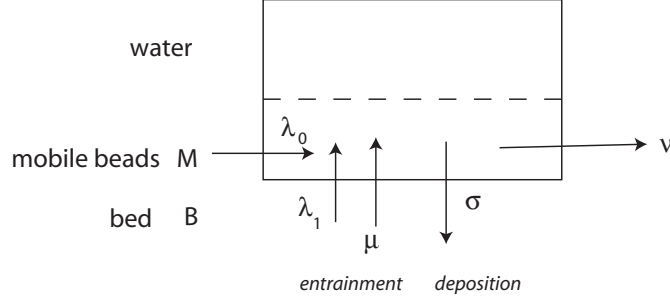 water
λ0
mobile beads M
ν
λ1
σ
bed B
μ
entrainment deposition